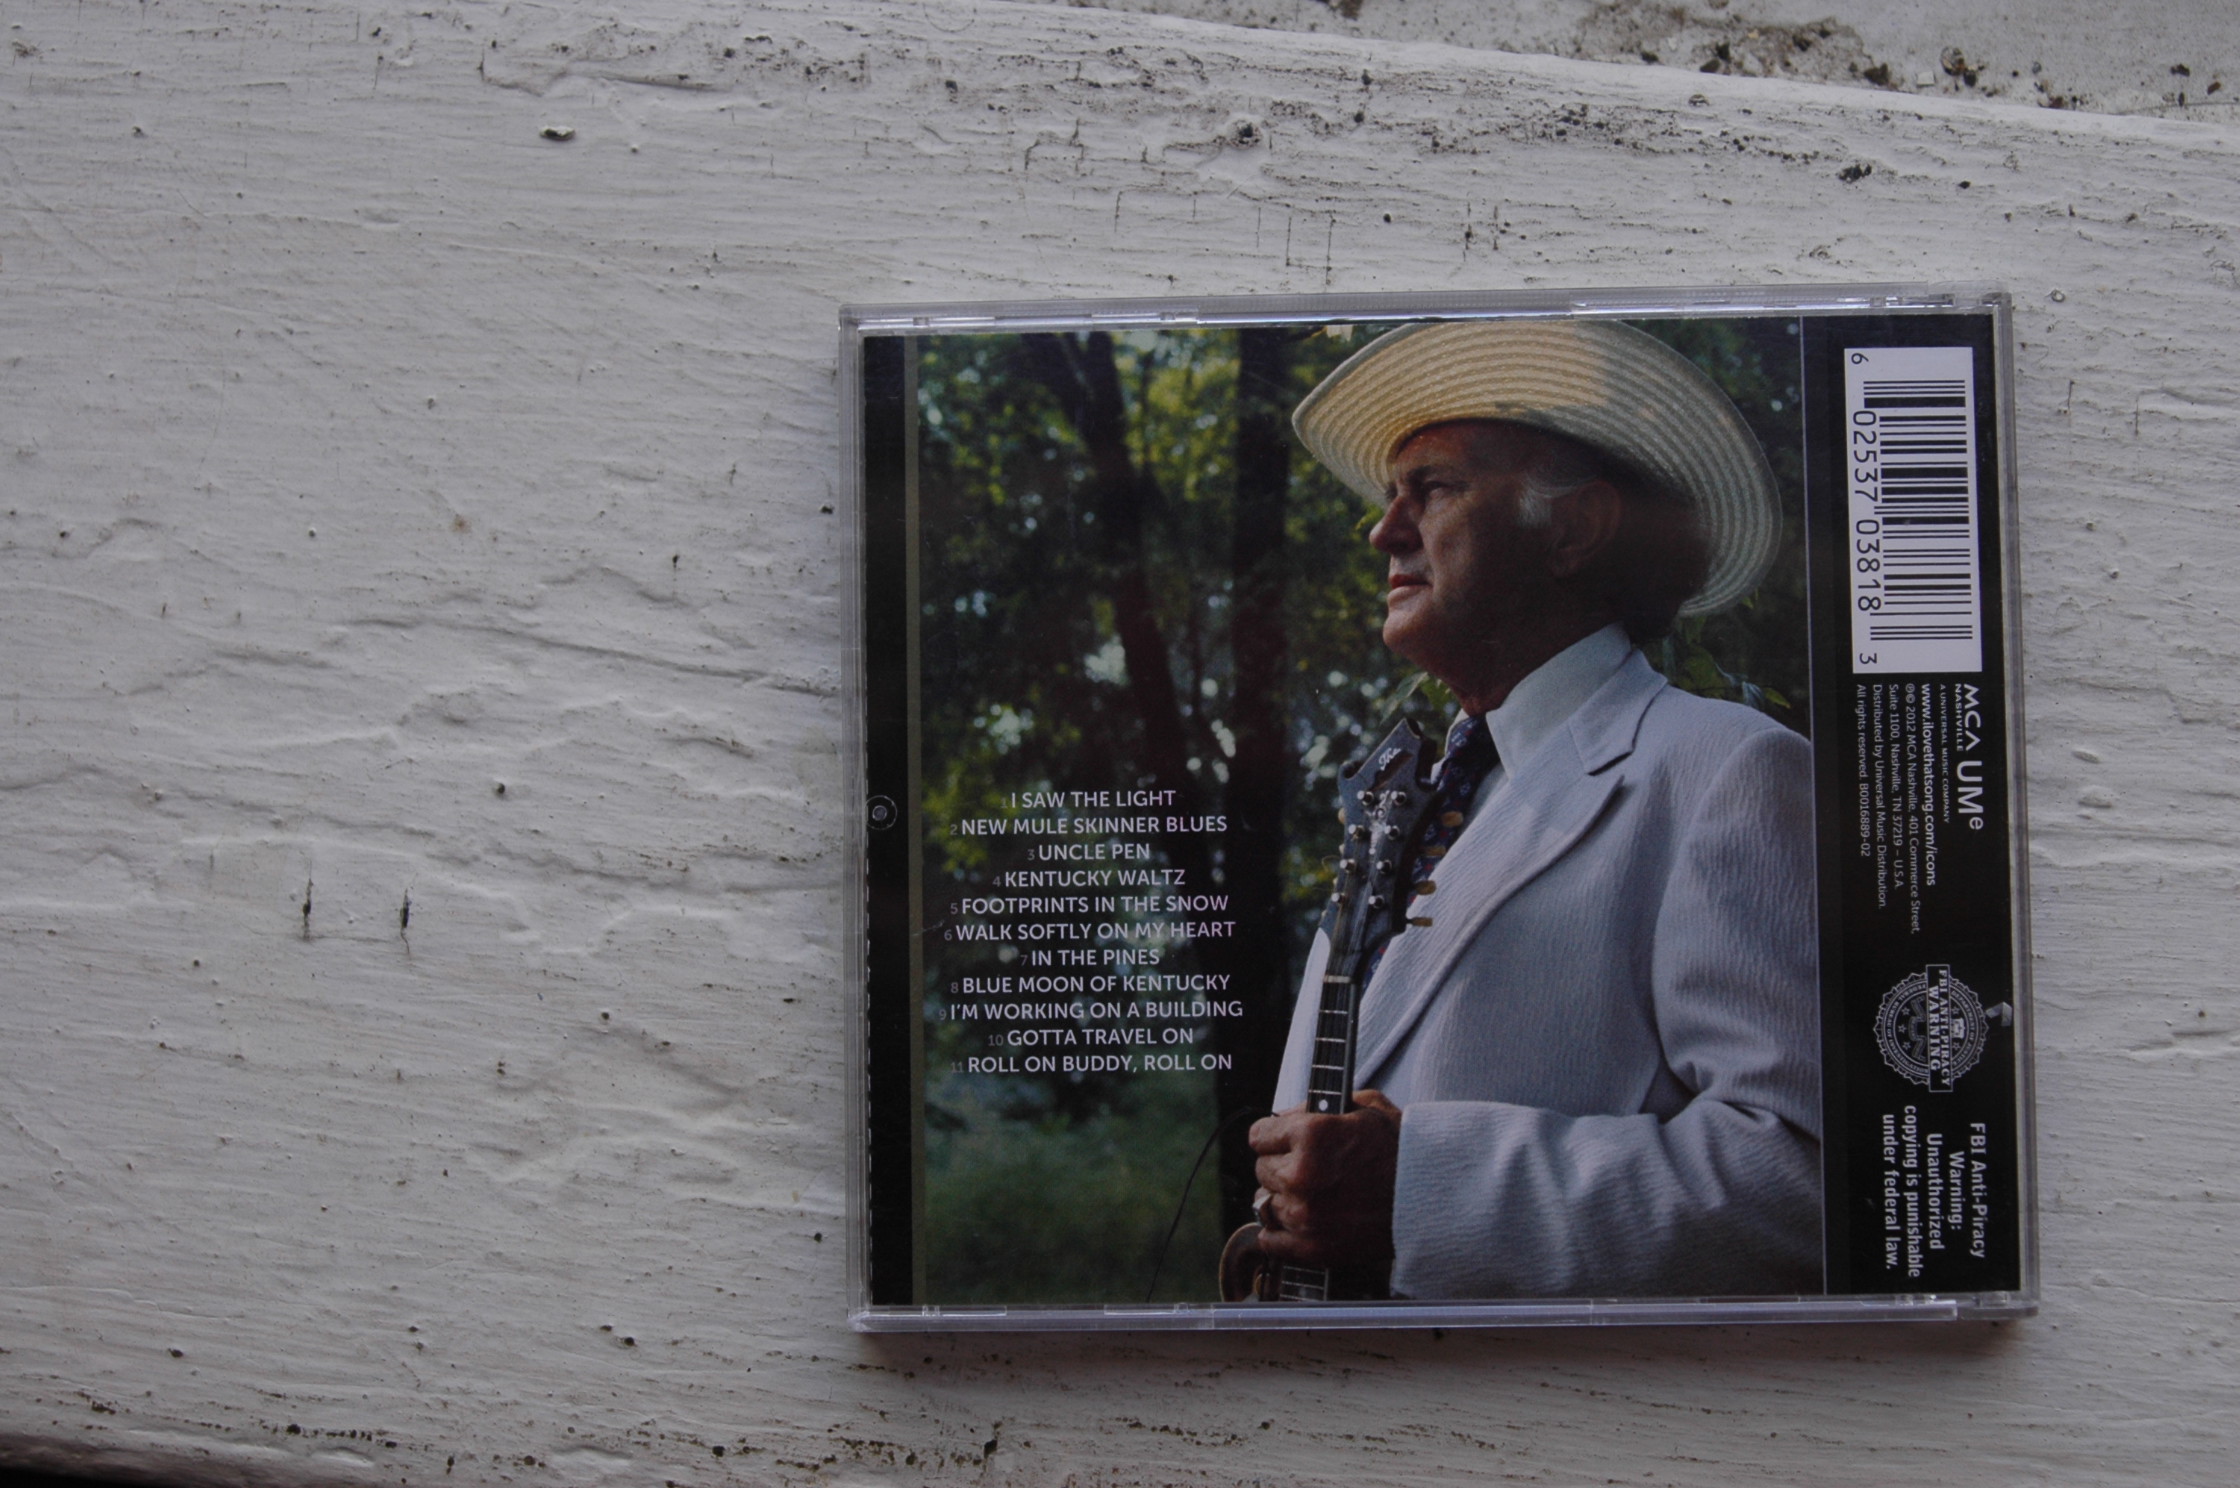 1 I SAW THE LIGHT
2 NEW MULE SKINNER BLUES
3 UNCLE PEN
4 KENTUCKY WALTZ
5 FOOTPRINTS IN THE SNOW
6 WALK SOFTLY ON MY HEART
7 IN THE PINES
8 BLUE MOON OF KENTUCKY
9 I'M WORKING ON A BUILDING
10 GOTTA TRAVEL ON
11 ROLL ON BUDDY, ROLL ON
The
6 02537 03818 3
MCA UMe
NASHVILLE
A UNIVERSAL MUSIC COMPANY
www.ilovethatsong.com/icons
℗© 2012 MCA Nashville, 401 Commerce Street,
Suite 1100, Nashville, TN 37219 – U.S.A.
Distributed by Universal Music Distribution.
All rights reserved. B0016889-02
FBI ANTI-PIRACY
WARNING
FBI Anti-Piracy
Warning:
Unauthorized
copying is punishable
under federal law.